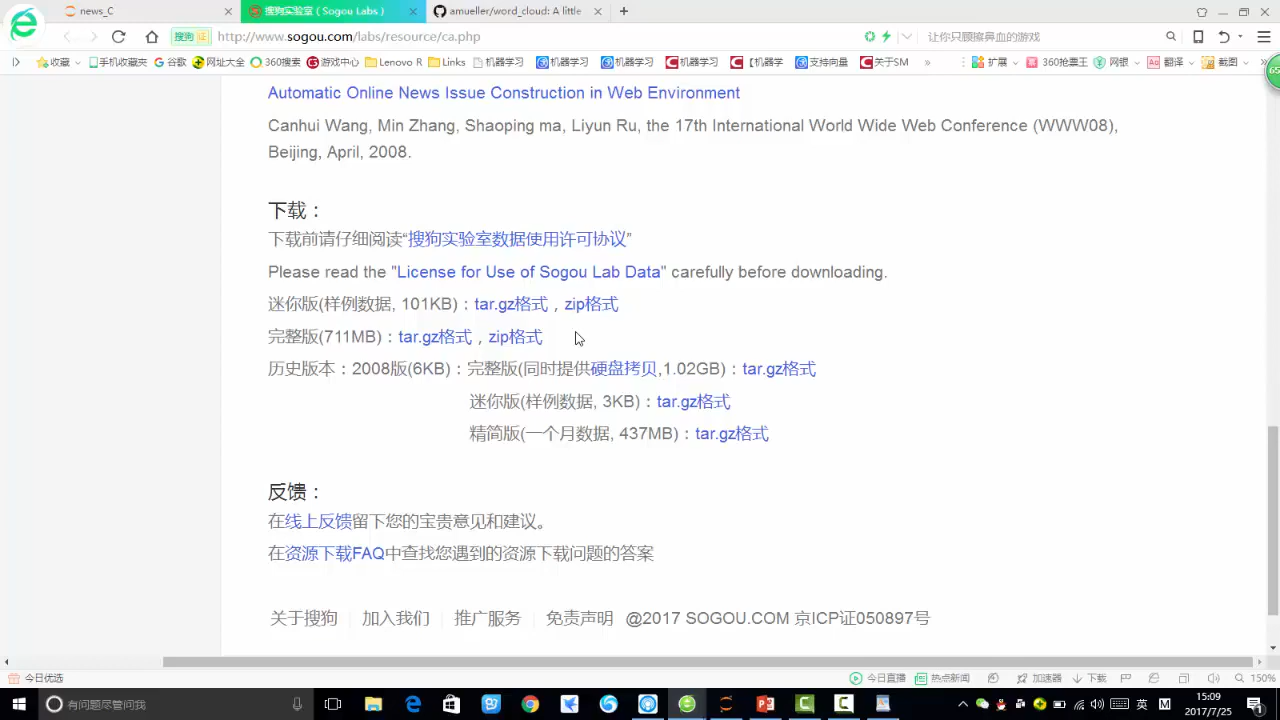 news_C
搜狗实验室（Sogou Labs）
amueller/word_cloud: A little
搜狗 证
http://www.sogou.com/labs/resource/ca.php
让你只顾擦鼻血的游戏
收藏 手机收藏夹 谷歌 网址大全 360搜索 游戏中心 Lenovo R Links 机器学习 机器学习 机器学习 机器学习 【机器学 支持向量 关于SM » 扩展 360抢票王 网银 翻译 截图 »
Automatic Online News Issue Construction in Web Environment
Canhui Wang, Min Zhang, Shaoping ma, Liyun Ru, the 17th International World Wide Web Conference (WWW08),
Beijing, April, 2008.
下载：
下载前请仔细阅读“搜狗实验室数据使用许可协议”
Please read the "License for Use of Sogou Lab Data" carefully before downloading.
迷你版(样例数据, 101KB)：tar.gz格式，zip格式
完整版(711MB)：tar.gz格式，zip格式
历史版本：2008版(6KB)：完整版(同时提供硬盘拷贝,1.02GB)：tar.gz格式
迷你版(样例数据, 3KB)：tar.gz格式
精简版(一个月数据, 437MB)：tar.gz格式
反馈：
在线上反馈留下您的宝贵意见和建议。
在资源下载FAQ中查找您遇到的资源下载问题的答案
关于搜狗 加入我们 推广服务 免责声明 @2017 SOGOU.COM 京ICP证050897号
今日优选 今日直播 热点新闻 加速器 下载 150%
有问题尽管问我
英 M 15:09
2017/7/25